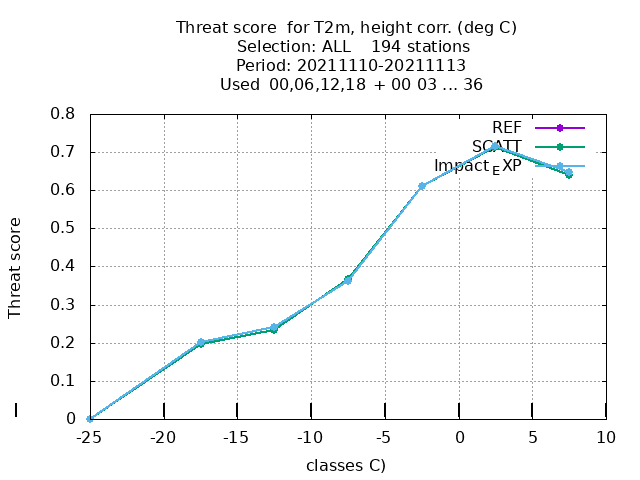 Threat score for T2m, height corr. (deg C)
Selection: ALL 194 stations
Period: 20211110-20211113
Used 00,06,12,18 + 00 03 ... 36
REF
SCATT
Impact_EXP
0.8
0.7
0.6
0.5
0.4
0.3
0.2
0.1
0
Threat score
-25 -20 -15 -10 -5 0 5 10
classes C)